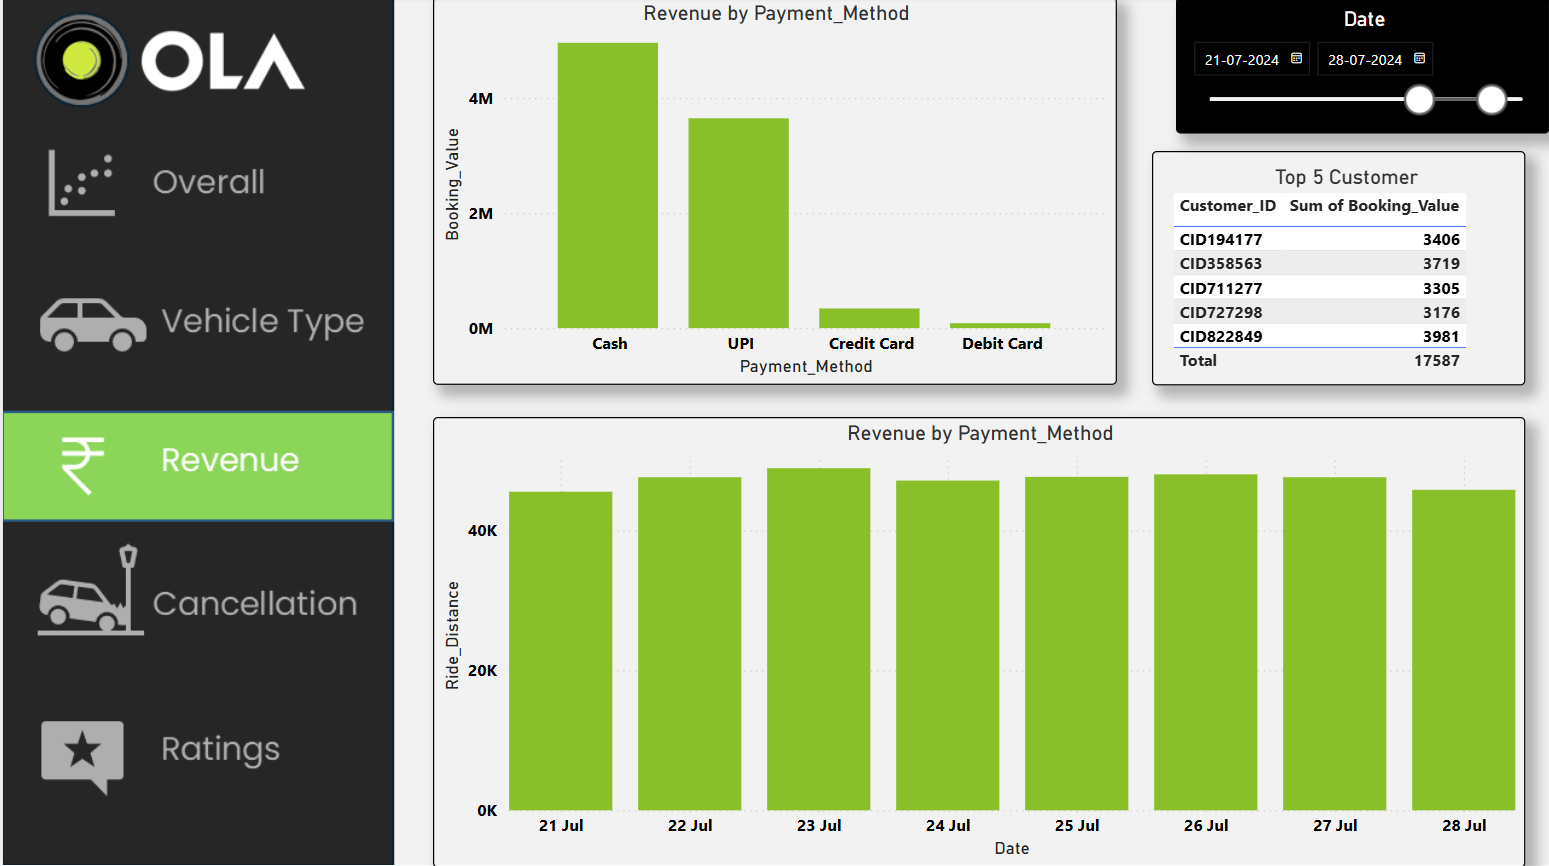 OLA
Overall
Vehicle Type
Revenue
Cancellation
Ratings
Revenue by Payment_Method
Booking_Value
4M
2M
0M
Cash UPI Credit Card Debit Card
Payment_Method
Date
21-07-2024 28-07-2024
Top 5 Customer
Customer_ID Sum of Booking_Value
CID194177 3406
CID358563 3719
CID711277 3305
CID727298 3176
CID822849 3981
Total 17587
Revenue by Payment_Method
Ride_Distance
40K
20K
0K
21 Jul 22 Jul 23 Jul 24 Jul 25 Jul 26 Jul 27 Jul 28 Jul
Date